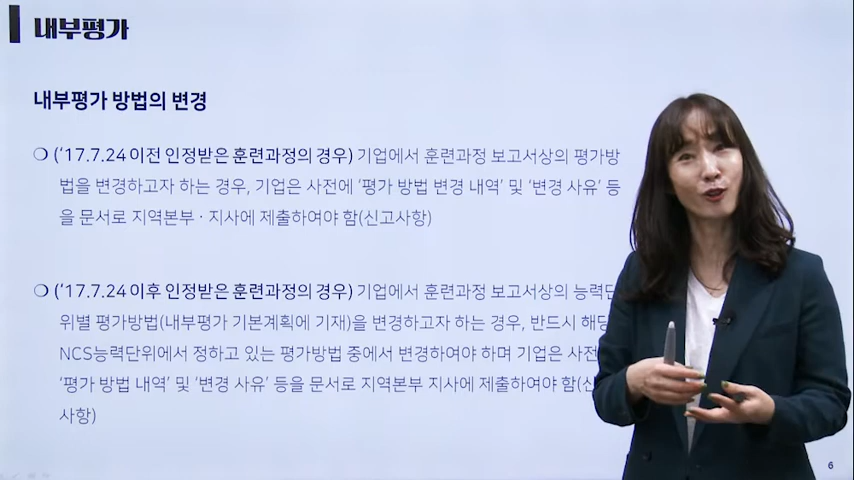 내부평가
내부평가 방법의 변경
❍ (‘17.7.24 이전 인정받은 훈련과정의 경우) 기업에서 훈련과정 보고서상의 평가방
법을 변경하고자 하는 경우, 기업은 사전에 ‘평가 방법 변경 내역’ 및 ‘변경 사유’ 등
을 문서로 지역본부 · 지사에 제출하여야 함(신고사항)
❍ (‘17.7.24 이후 인정받은 훈련과정의 경우) 기업에서 훈련과정 보고서상의 능력단
위별 평가방법(내부평가 기본계획에 기재)을 변경하고자 하는 경우, 반드시 해당
NCS능력단위에서 정하고 있는 평가방법 중에서 변경하여야 하며 기업은 사전
‘평가 방법 내역’ 및 ‘변경 사유’ 등을 문서로 지역본부 지사에 제출하여야 함(신
사항)
6